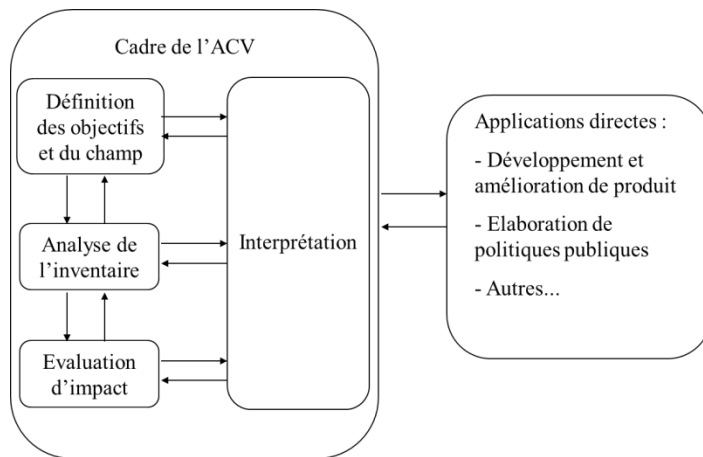 Cadre de l’ACV
Définition
des objectifs
et du champ
Analyse de
l’inventaire
Evaluation
d’impact
Interprétation
Applications directes :
- Développement et
amélioration de produit
- Elaboration de
politiques publiques
- Autres...